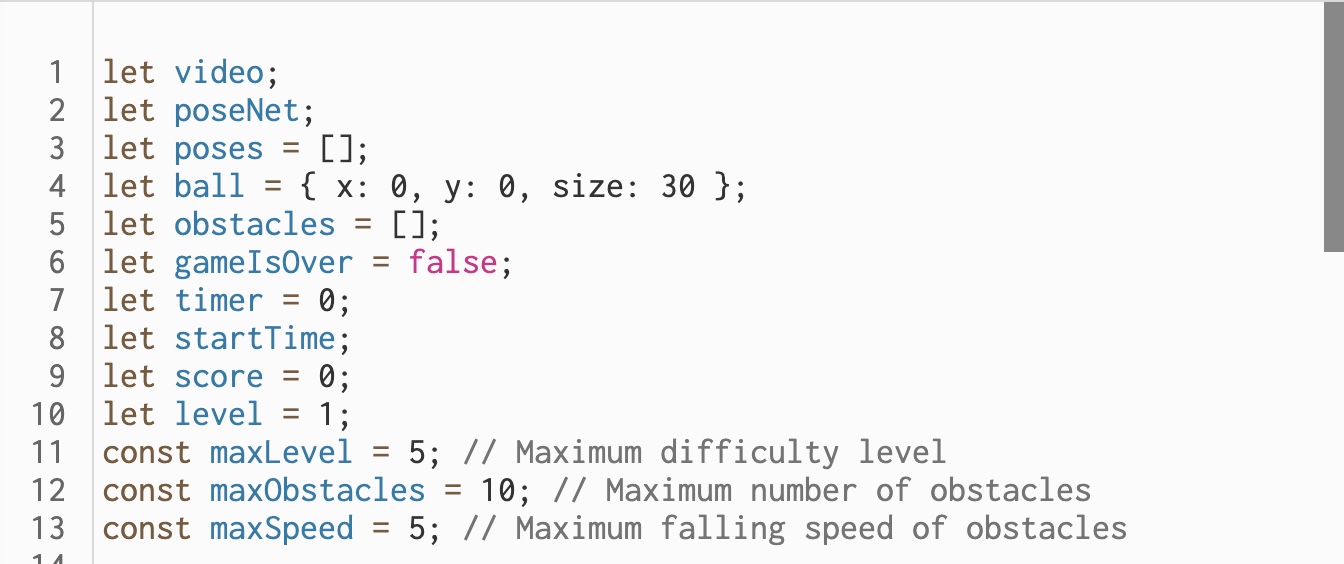 1 let video;
2 let poseNet;
3 let poses = [];
4 let ball = { x: 0, y: 0, size: 30 };
5 let obstacles = [];
6 let gameIsOver = false;
7 let timer = 0;
8 let startTime;
9 let score = 0;
10 let level = 1;
11 const maxLevel = 5; // Maximum difficulty level
12 const maxObstacles = 10; // Maximum number of obstacles
13 const maxSpeed = 5; // Maximum falling speed of obstacles
14